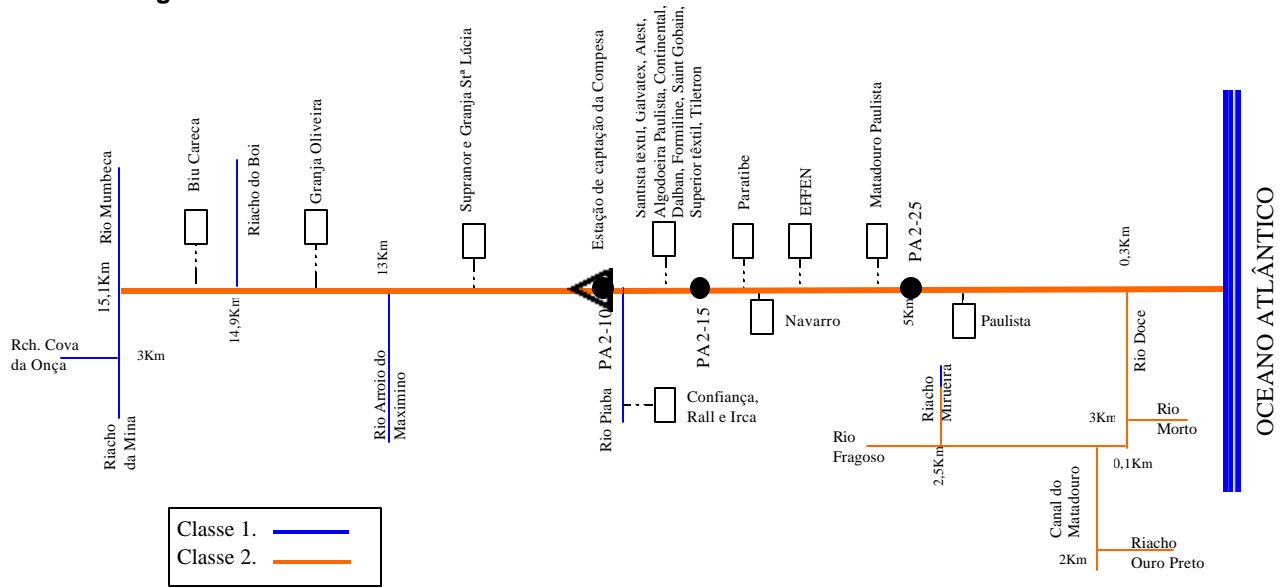 Rio Mumbeca
15,1Km
Rch. Cova
da Onça
3Km
Riacho
da Mina
Biu Careca
Riacho do Boi
14,9Km
Granja Oliveira
13Km
Rio Arroio do
Maximino
Supranor e Granja Stª Lúcia
Estação de captação da Compesa
PA2-10
Rio Piaba
Confiança,
Rall e Irca
Santista têxtil, Galvatex, Alest,
Algodoeira Paulista, Continental,
Dalban, Formiline, Saint Gobain,
Superior têxtil, Tiletron
PA2-15
Paratibe
Navarro
EFFEN
Matadouro Paulista
PA2-25
5Km
Paulista
0,3Km
Rio Doce
Riacho
Mirueira
Rio
Fragoso
2,5Km
3Km
Rio
Morto
0,1Km
Canal do
Matadouro
2Km
Riacho
Ouro Preto
OCEANO ATLÂNTICO
Classe 1.
Classe 2.